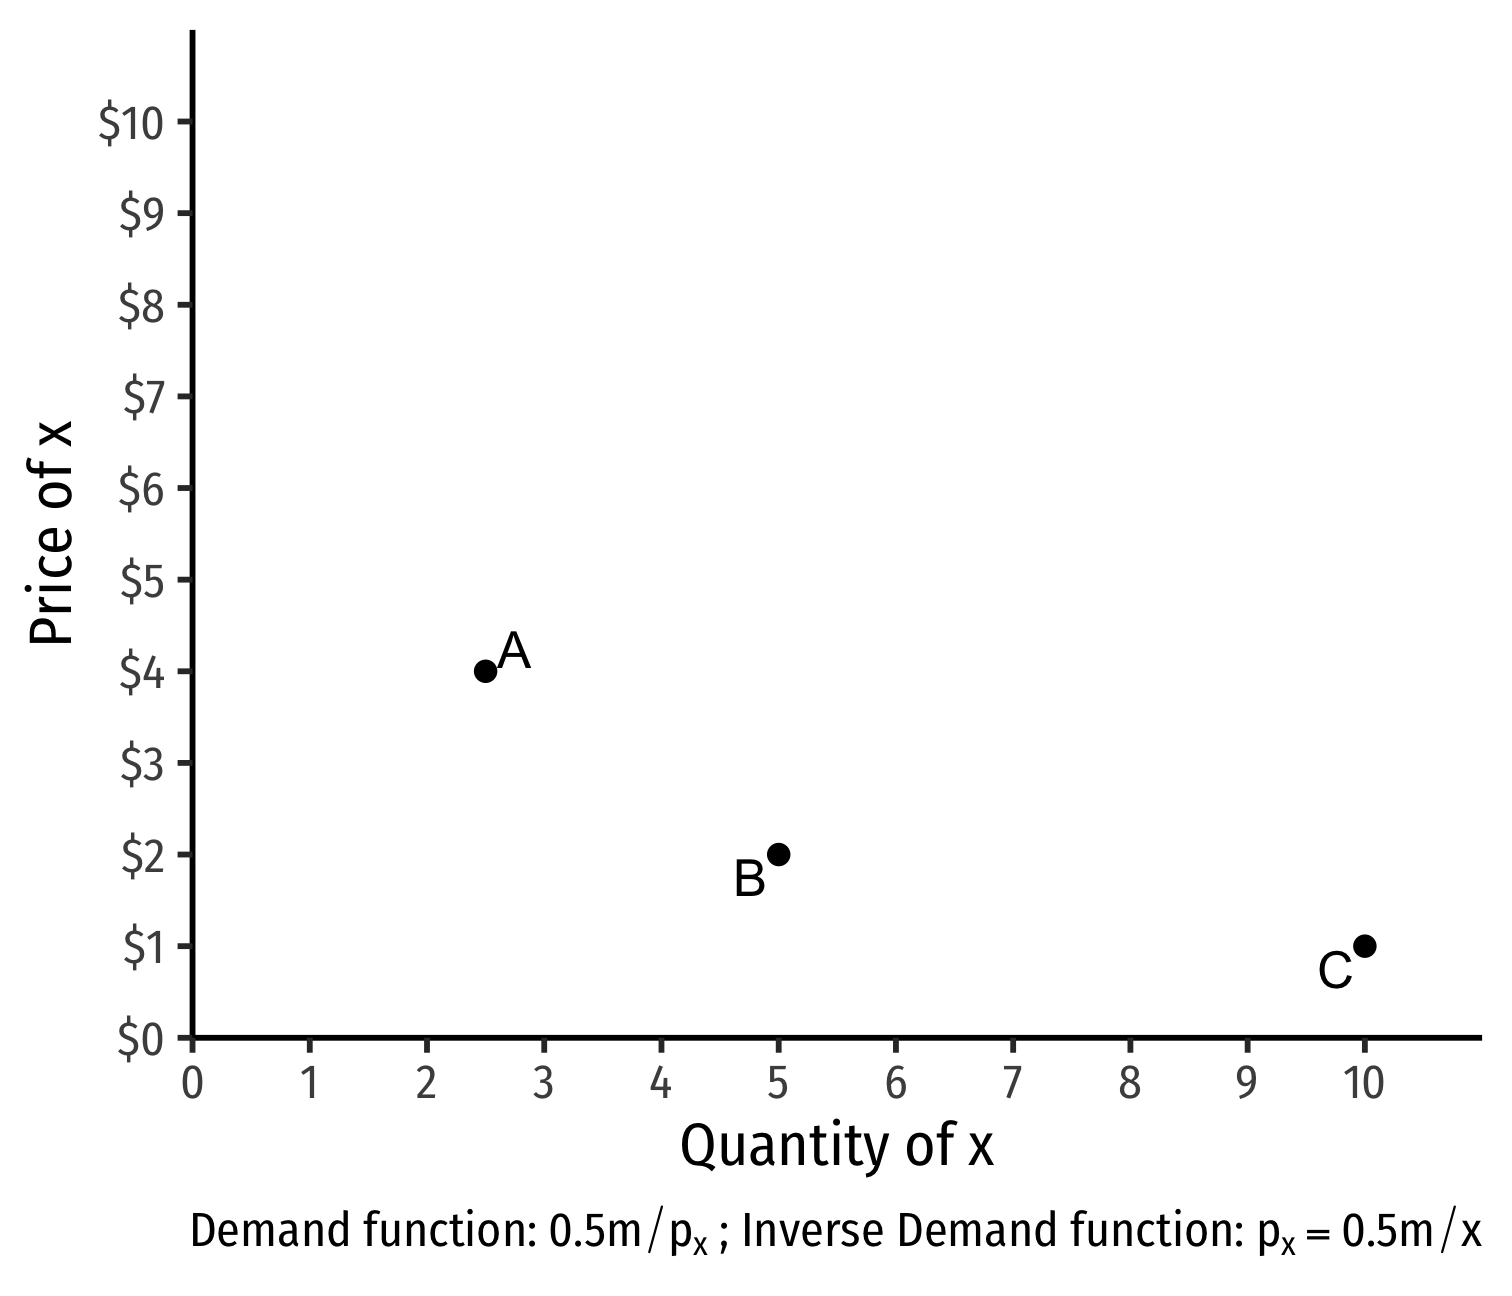 $10
$9
$8
$7
$6
$5
$4
$3
$2
$1
$0
Price of x
A
B
C
0 1 2 3 4 5 6 7 8 9 10
Quantity of x
Demand function: 0.5m/pₓ ; Inverse Demand function: pₓ = 0.5m/x